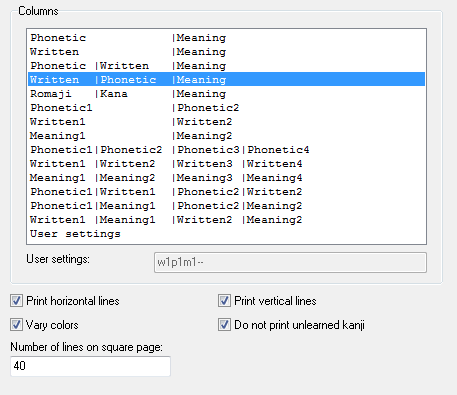 Columns
Phonetic |Meaning
Written |Meaning
Phonetic |Written |Meaning
Written |Phonetic |Meaning
Romaji |Kana |Meaning
Phonetic1 |Phonetic2
Written1 |Written2
Meaning1 |Meaning2
Phonetic1|Phonetic2 |Phonetic3|Phonetic4
Written1 |Written2 |Written3 |Written4
Meaning1 |Meaning2 |Meaning3 |Meaning4
Phonetic1|Written1 |Phonetic2|Written2
Phonetic1|Meaning1 |Phonetic2|Meaning2
Written1 |Meaning1 |Written2 |Meaning2
User settings
User settings: w1p1m1--
Print horizontal lines Print vertical lines
Vary colors Do not print unlearned kanji
Number of lines on square page:
40